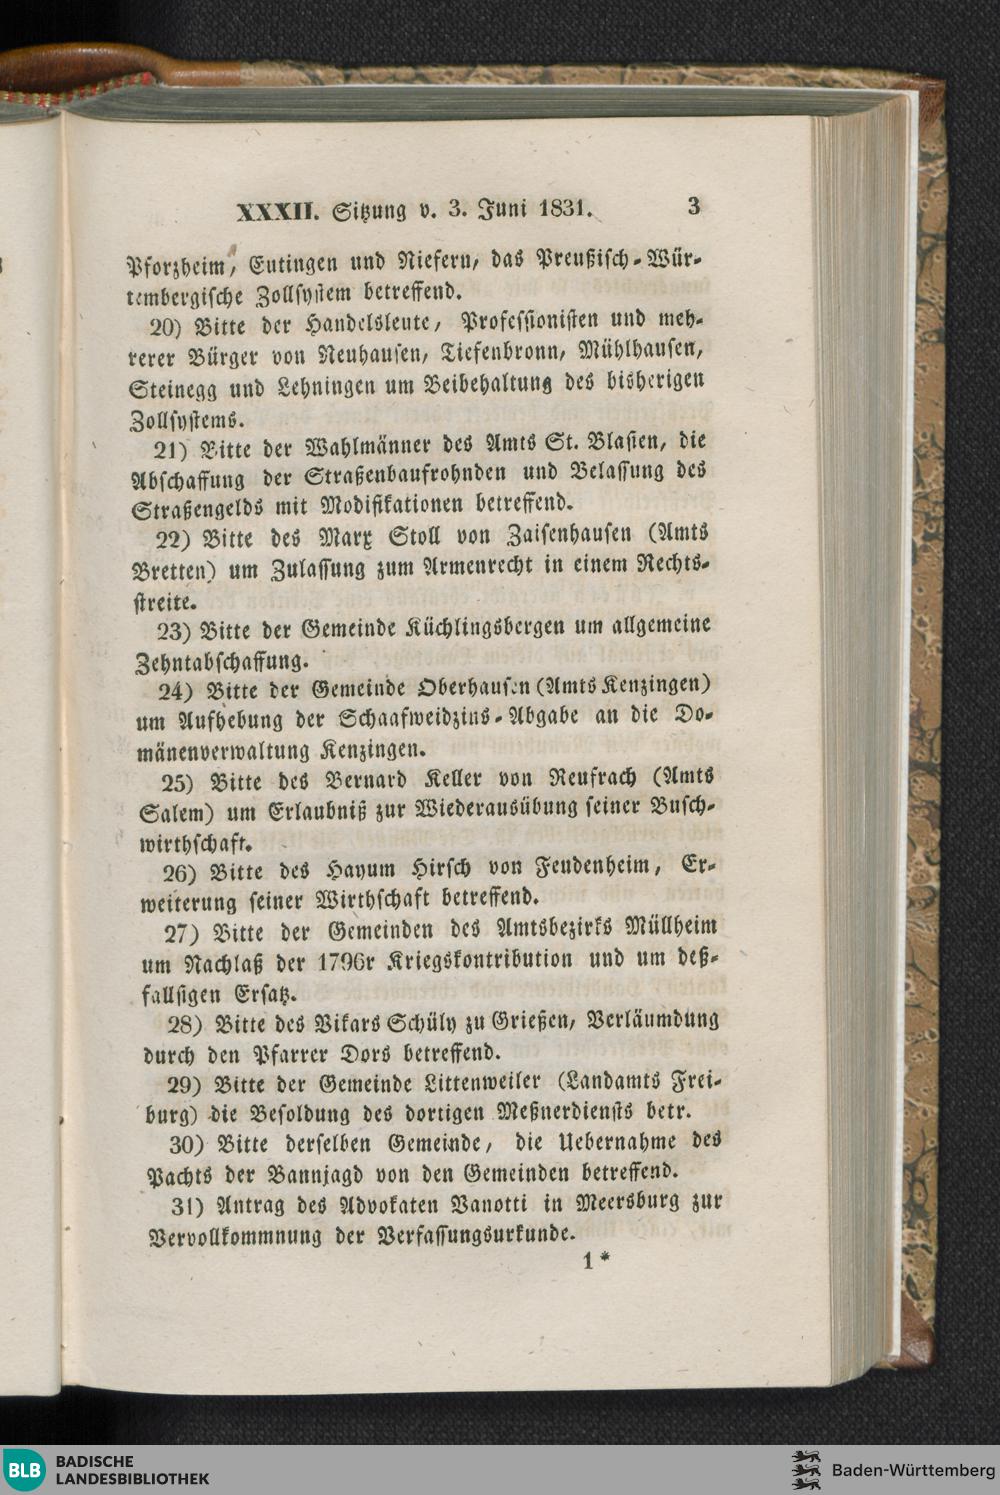 XXXII. Sitzung v. 3. Juni 1831. 3
Pforzheim, Eutingen und Niefern, das Preußisch-Wür-
tembergische Zollsystem betreffend.
20) Bitte der Handelsleute, Professionisten und meh-
rerer Bürger von Neuhausen, Tiefenbronn, Mühlhausen,
Steinegg und Lehningen um Beibehaltung des bisherigen
Zollsystems.
21) Bitte der Wahlmänner des Amts St. Blasien, die
Abschaffung der Straßenbaufrohnden und Belassung des
Straßengelds mit Modifikationen betreffend.
22) Bitte des Marx Stoll von Zaisenhausen (Amts
Bretten) um Zulassung zum Armenrecht in einem Rechts-
streite.
23) Bitte der Gemeinde Küchlingsbergen um allgemeine
Zehntabschaffung.
24) Bitte der Gemeinde Oberhausen (Amts Kenzingen)
um Aufhebung der Schaafweidzins-Abgabe an die Do-
mänenverwaltung Kenzingen.
25) Bitte des Bernard Keller von Neufrach (Amts
Salem) um Erlaubniß zur Wiederausübung seiner Busch-
wirthschaft.
26) Bitte des Hayum Hirsch von Feudenheim, Er-
weiterung seiner Wirthschaft betreffend.
27) Bitte der Gemeinden des Amtsbezirks Müllheim
um Nachlaß der 1796r Kriegskontribution und um deß-
fallsigen Ersatz.
28) Bitte des Vikars Schüly zu Grießen, Verläumdung
durch den Pfarrer Dors betreffend.
29) Bitte der Gemeinde Littenweiler (Landamts Frei-
burg) die Besoldung des dortigen Meßnerdiensts betr.
30) Bitte derselben Gemeinde, die Uebernahme des
Pachts der Bannjagd von den Gemeinden betreffend.
31) Antrag des Advokaten Vanotti in Meersburg zur
Vervollkommnung der Verfassungsurkunde.
1*
BLB BADISCHE
LANDESBIBLIOTHEK
Baden-Württemberg